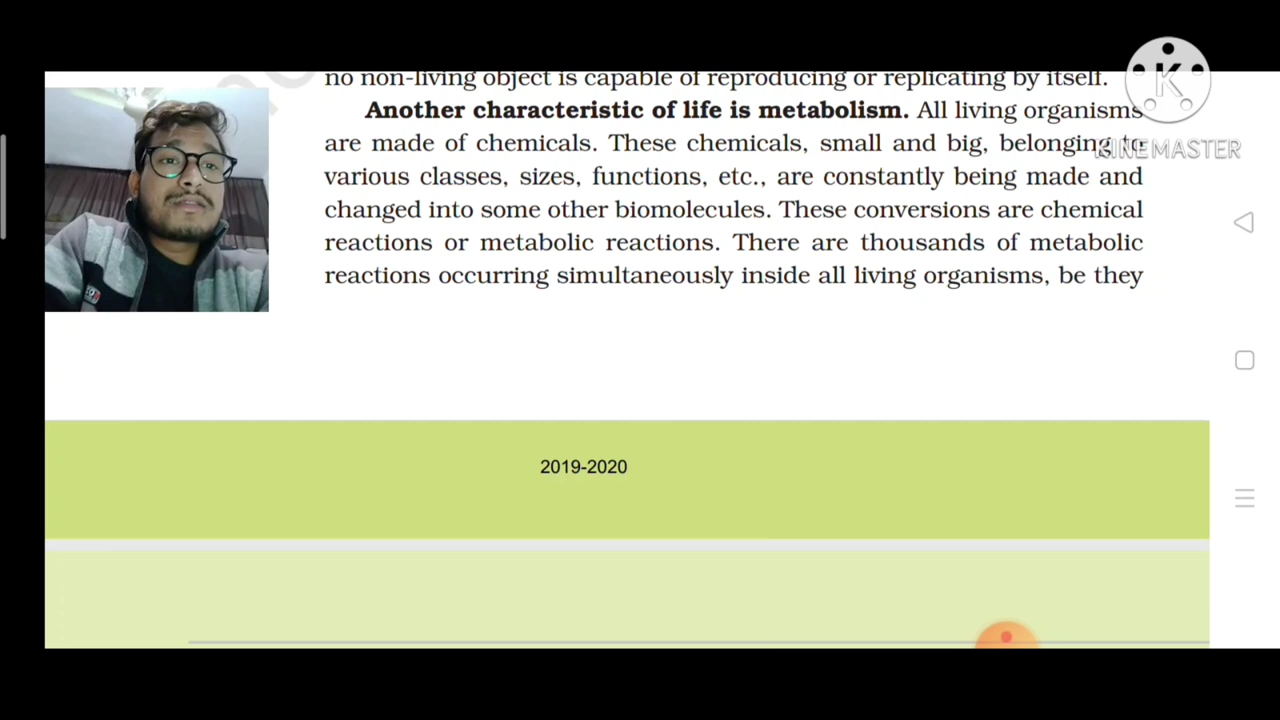 no non-living object is capable of reproducing or replicating by itself.
Another characteristic of life is metabolism. All living organisms
are made of chemicals. These chemicals, small and big, belonging to
various classes, sizes, functions, etc., are constantly being made and
changed into some other biomolecules. These conversions are chemical
reactions or metabolic reactions. There are thousands of metabolic
reactions occurring simultaneously inside all living organisms, be they
2019-2020
K
KINEMASTER